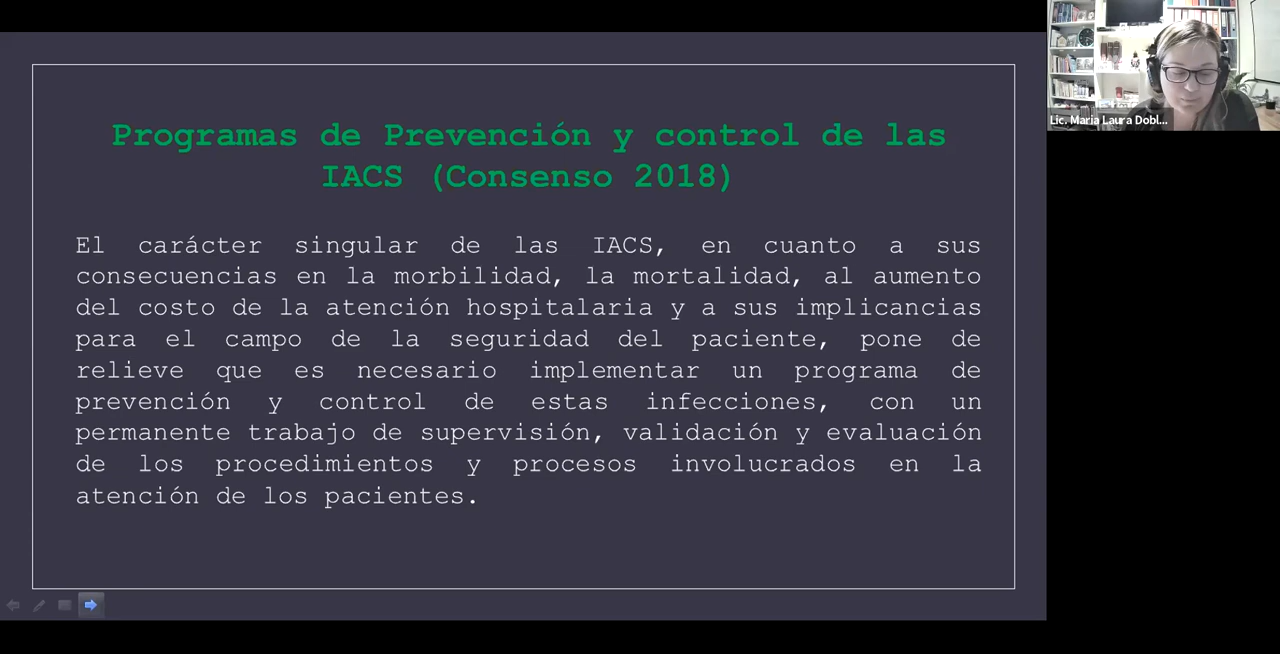 Programas de Prevención y control de las
IACS (Consenso 2018)
El carácter singular de las IACS, en cuanto a sus
consecuencias en la morbilidad, la mortalidad, al aumento
del costo de la atención hospitalaria y a sus implicancias
para el campo de la seguridad del paciente, pone de
relieve que es necesario implementar un programa de
prevención y control de estas infecciones, con un
permanente trabajo de supervisión, validación y evaluación
de los procedimientos y procesos involucrados en la
atención de los pacientes.
Lic. Maria Laura Dobl...